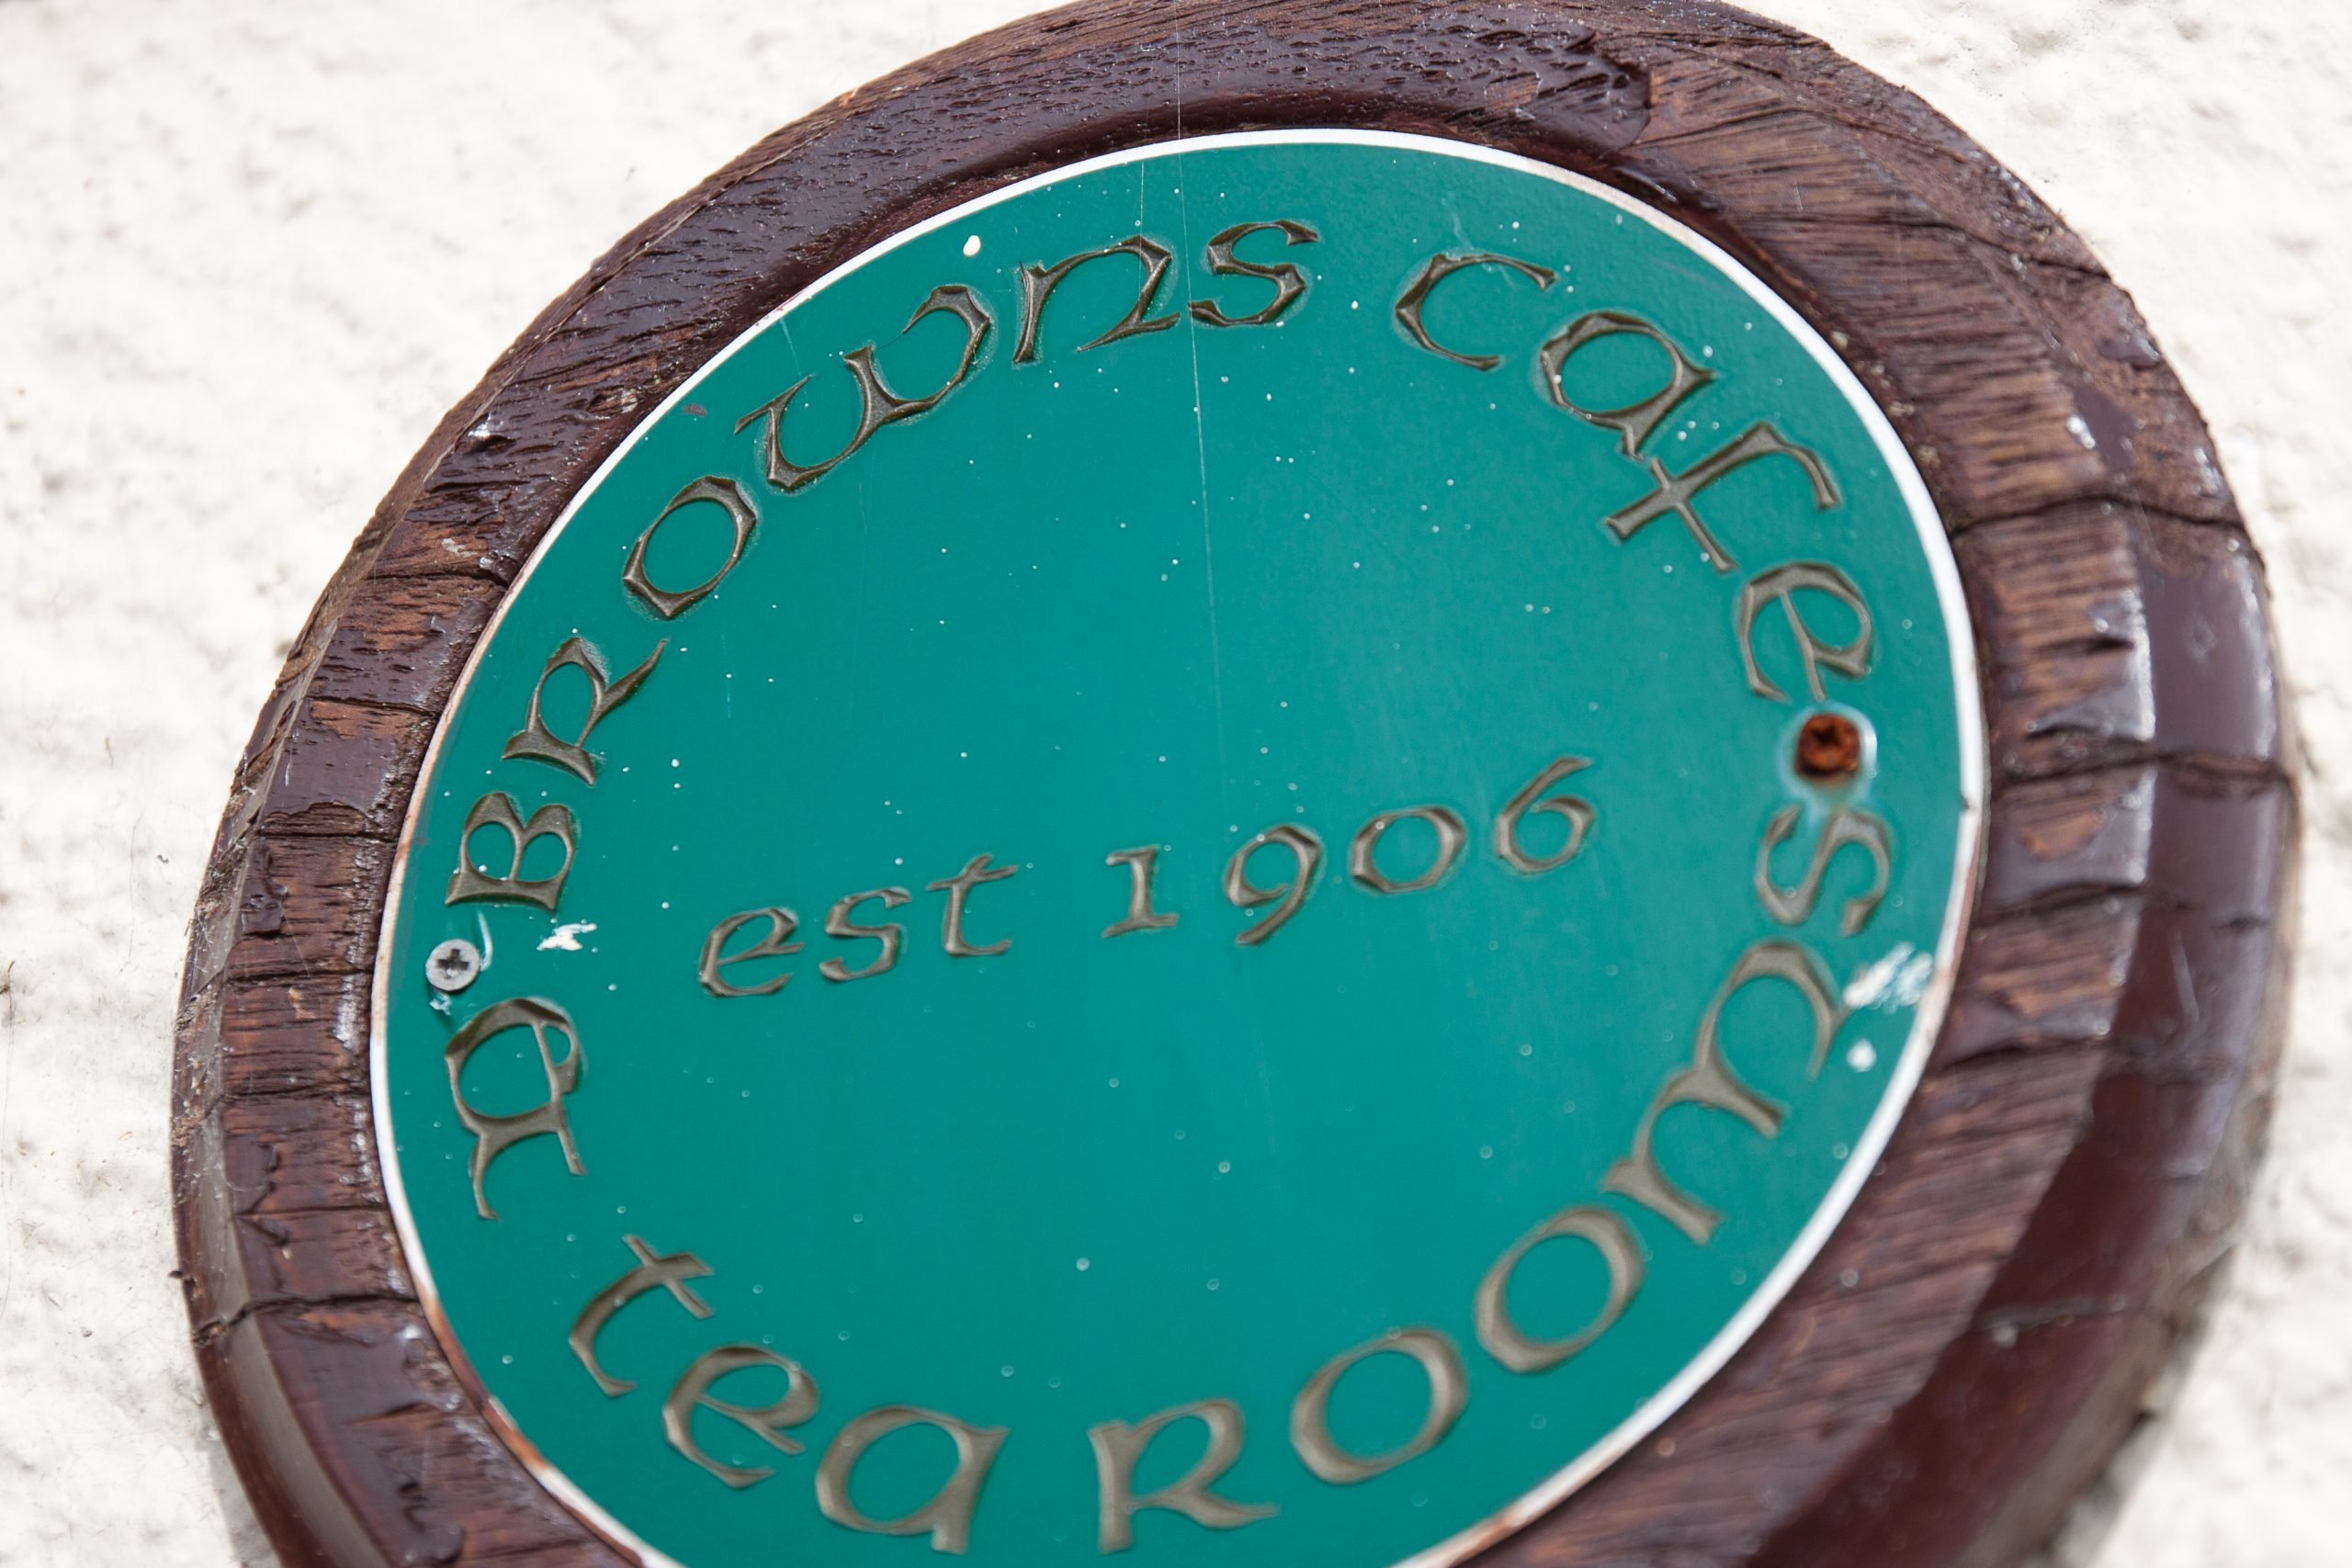 Browns cafe
& tea rooms
est 1906